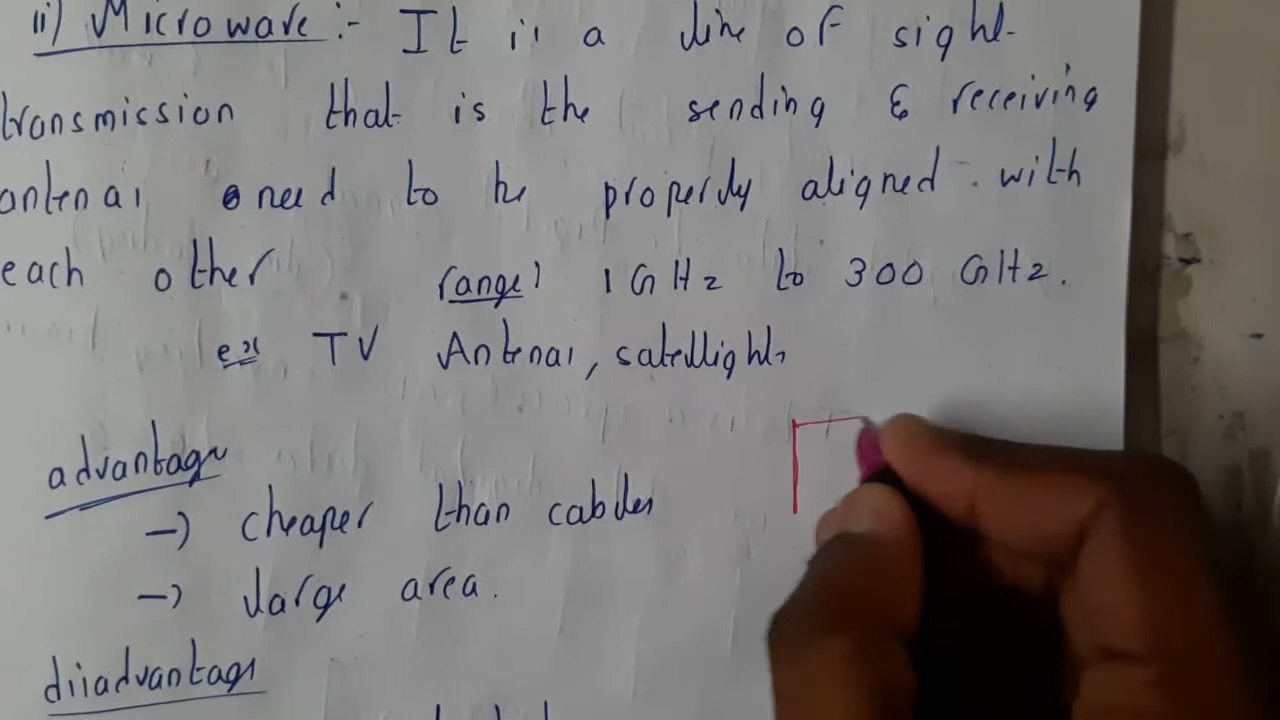 ii) Microwave :- It is a line of sight
transmission that is the sending & receiving
antenas need to be properly aligned with
each other range: 1 GHz to 300 GHz.
ex TV Antenas, satellight
advantage
→ cheaper than cables
→ large area.
disadvantage